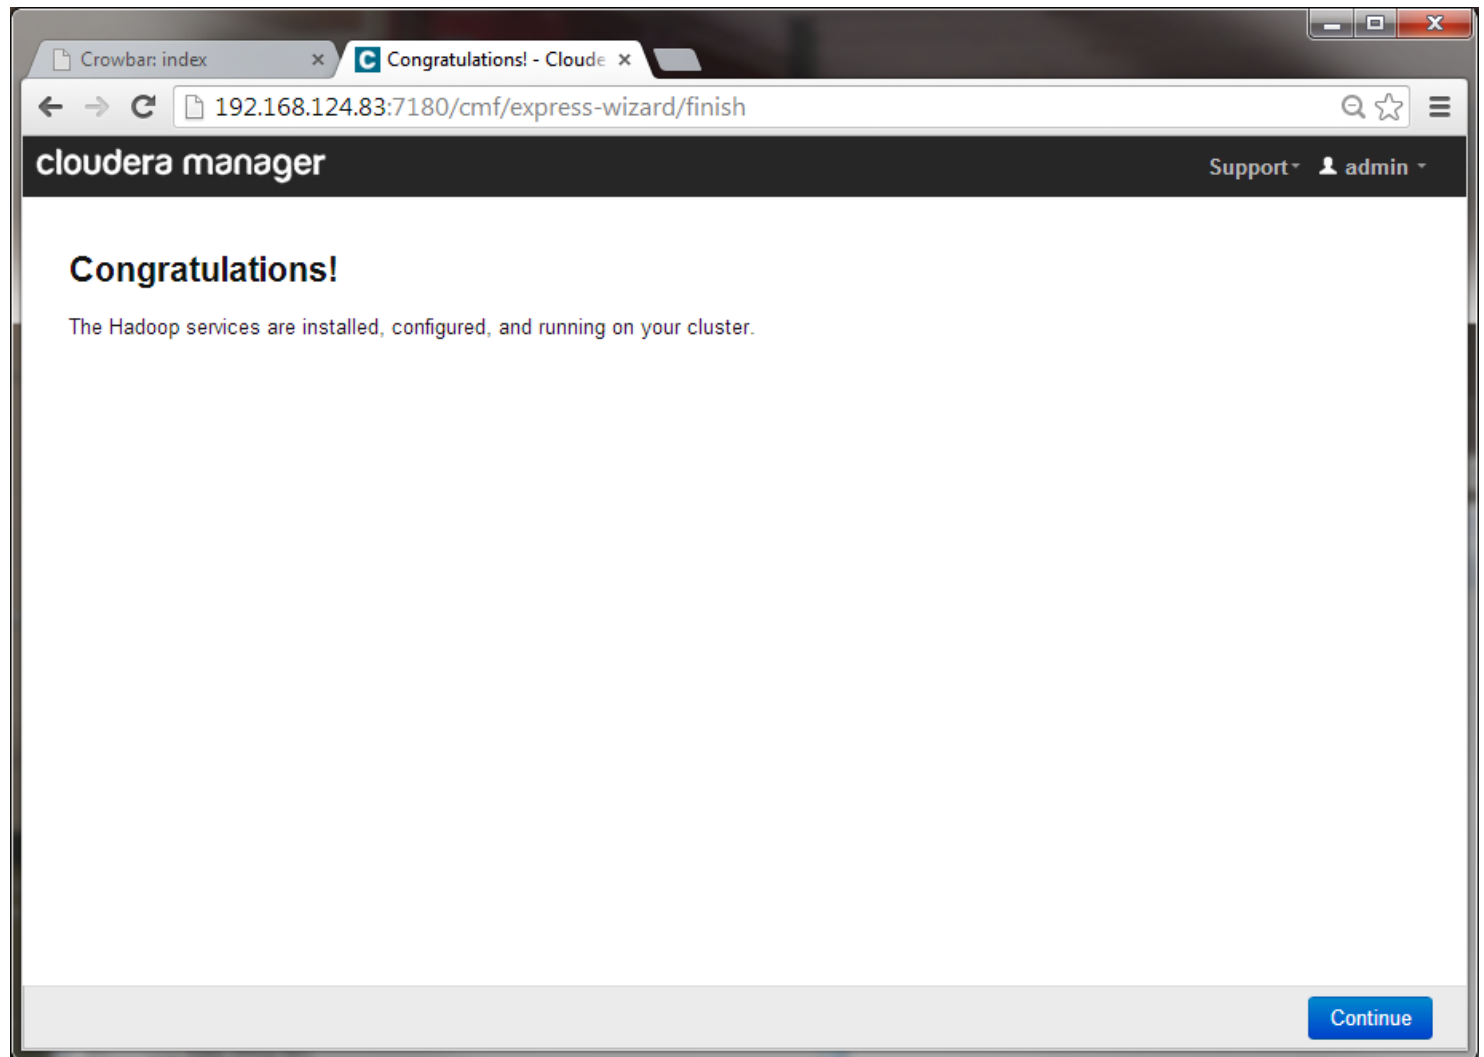 Crowbar: index
Congratulations! - Cloude
192.168.124.83:7180/cmf/express-wizard/finish
cloudera manager
Support
admin
Congratulations!
The Hadoop services are installed, configured, and running on your cluster.
Continue